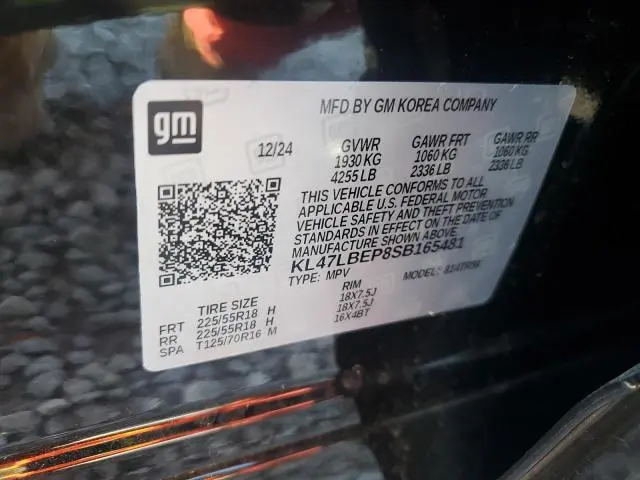 gm
MFD BY GM KOREA COMPANY
12/24 GVWR GAWR FRT GAWR RR
1930 KG 1060 KG 1060 KG
4255 LB 2336 LB 2336 LB
THIS VEHICLE CONFORMS TO ALL
APPLICABLE U.S. FEDERAL MOTOR
VEHICLE SAFETY AND THEFT PREVENTION
STANDARDS IN EFFECT ON DATE OF
MANUFACTURE SHOWN ABOVE.
KL47LBEP8SB165481
TYPE: MPV MODEL:
TIRE SIZE RIM
FRT 225/55R18 H 18X7.5J
RR 225/55R18 H 18X7.5J
SPA T125/70R16 M 16X4BT